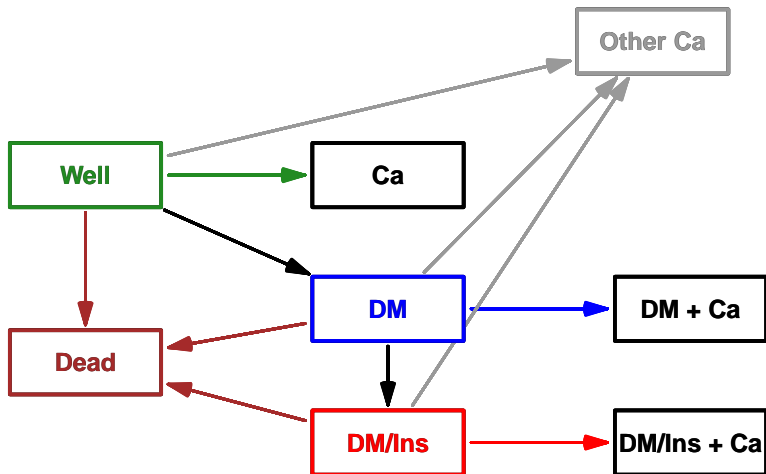 Other Ca
Well
Ca
DM
DM + Ca
Dead
DM/Ins
DM/Ins + Ca